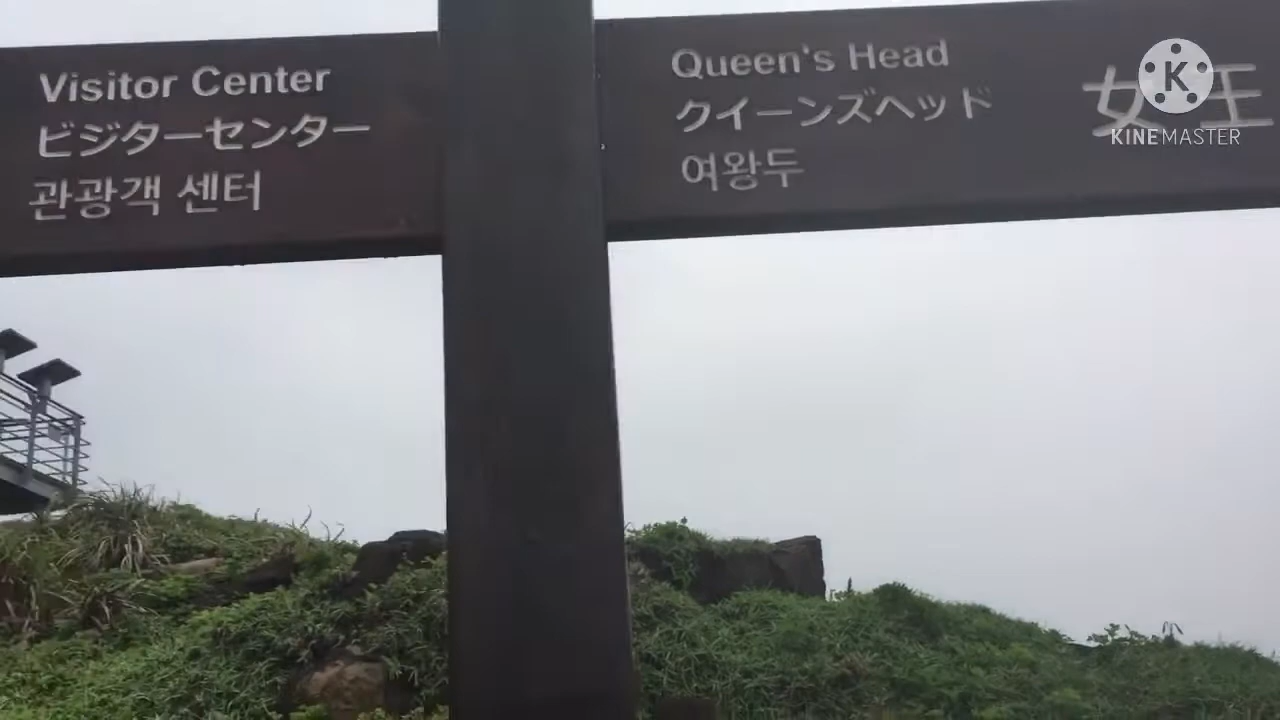 Visitor Center
ビジターセンター
관광객 센터
Queen's Head
クイーンズヘッド
여왕두
女王
KINEMASTER